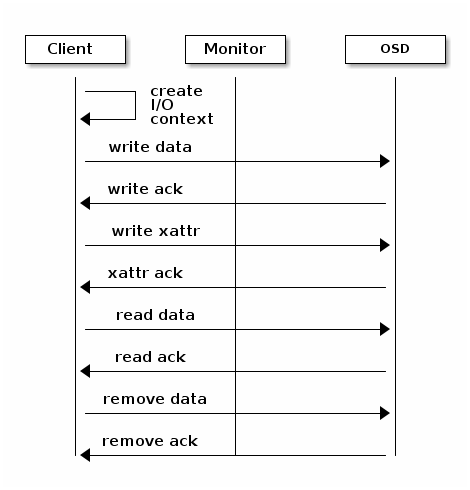 Client
Monitor
OSD
create
I/O
context
write data
write ack
write xattr
xattr ack
read data
read ack
remove data
remove ack